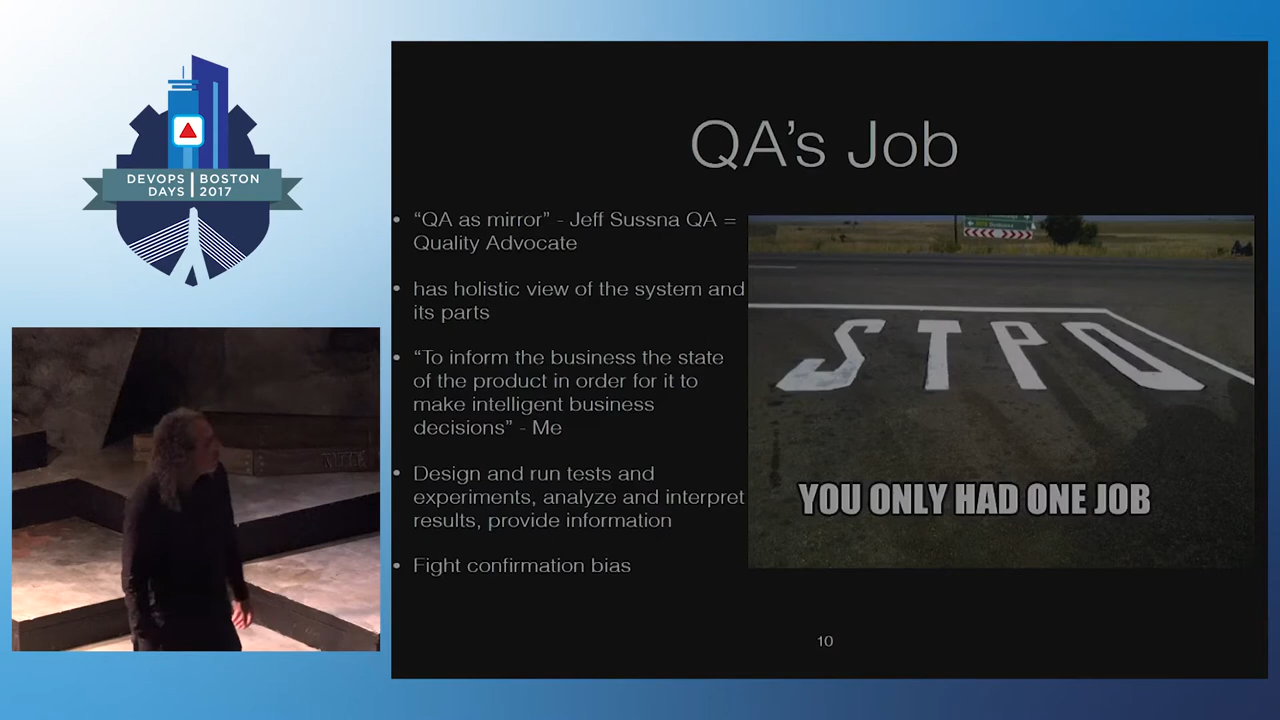 DEVOPS BOSTON
DAYS 2017
QA’s Job
• “QA as mirror” - Jeff Sussna QA =
Quality Advocate
• has holistic view of the system and
its parts
• “To inform the business the state
of the product in order for it to
make intelligent business
decisions” - Me
• Design and run tests and
experiments, analyze and interpret
results, provide information
• Fight confirmation bias
STPO
YOU ONLY HAD ONE JOB
10